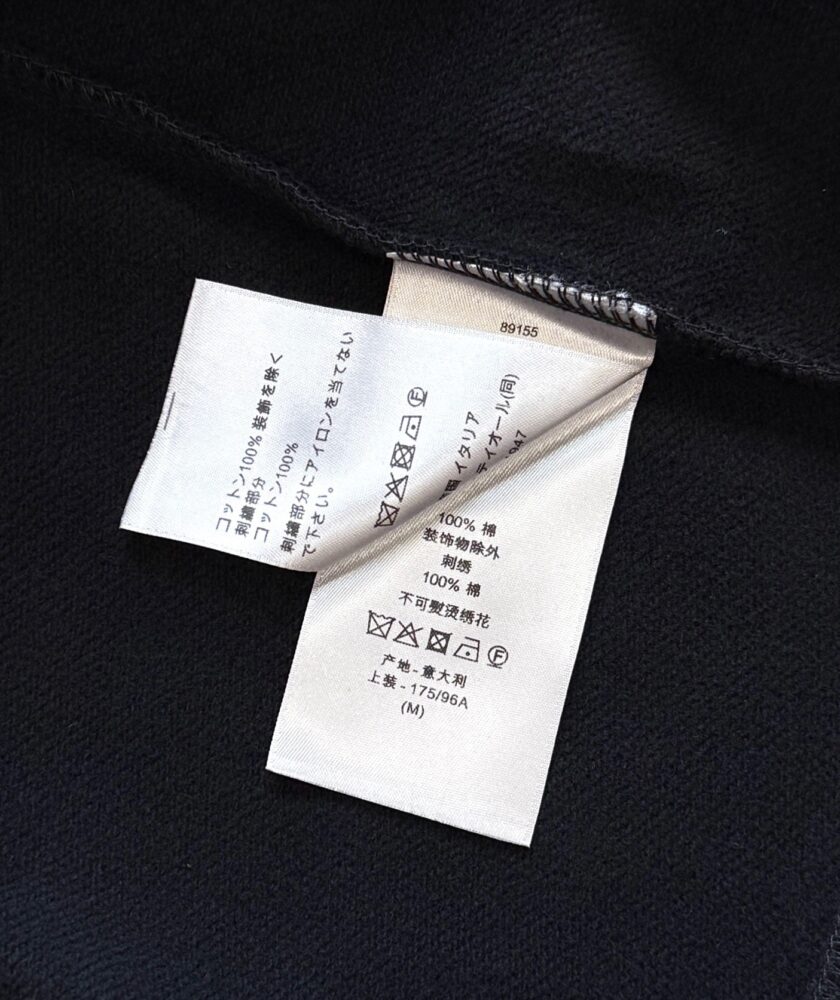 89155
コットン100% 装飾を除く
刺繍部分
コットン100%
刺繍部分にアイロンを当てない
で下さい。
国 イタリア
ディオール(同)
947
100% 棉
装饰物除外
刺绣
100% 棉
不可熨烫绣花
F
产地-意大利
上装-175/96A
(M)